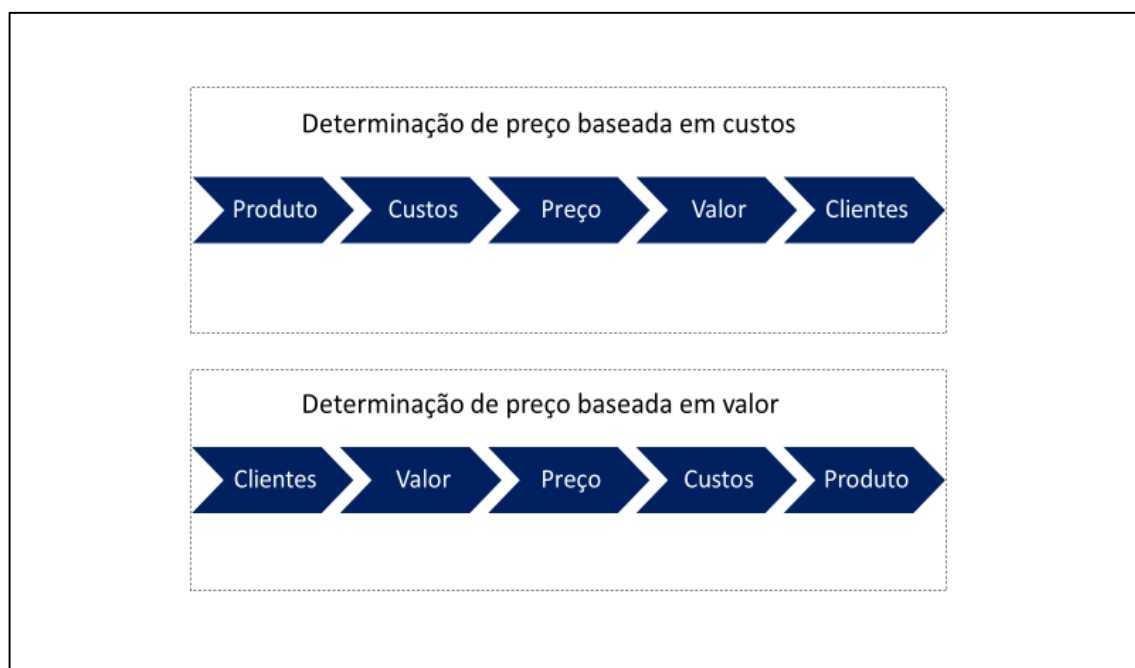 Determinação de preço baseada em custos
Produto Custos Preço Valor Clientes
Determinação de preço baseada em valor
Clientes Valor Preço Custos Produto